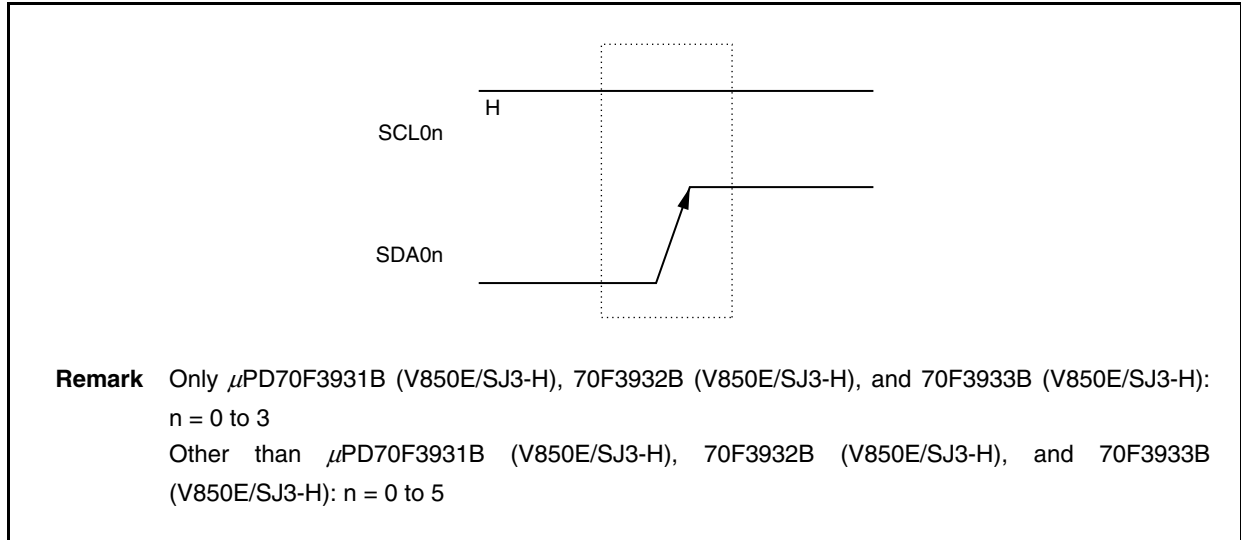 H
SCL0n
SDA0n
Remark Only μPD70F3931B (V850E/SJ3-H), 70F3932B (V850E/SJ3-H), and 70F3933B (V850E/SJ3-H):
n = 0 to 3
Other than μPD70F3931B (V850E/SJ3-H), 70F3932B (V850E/SJ3-H), and 70F3933B
(V850E/SJ3-H): n = 0 to 5